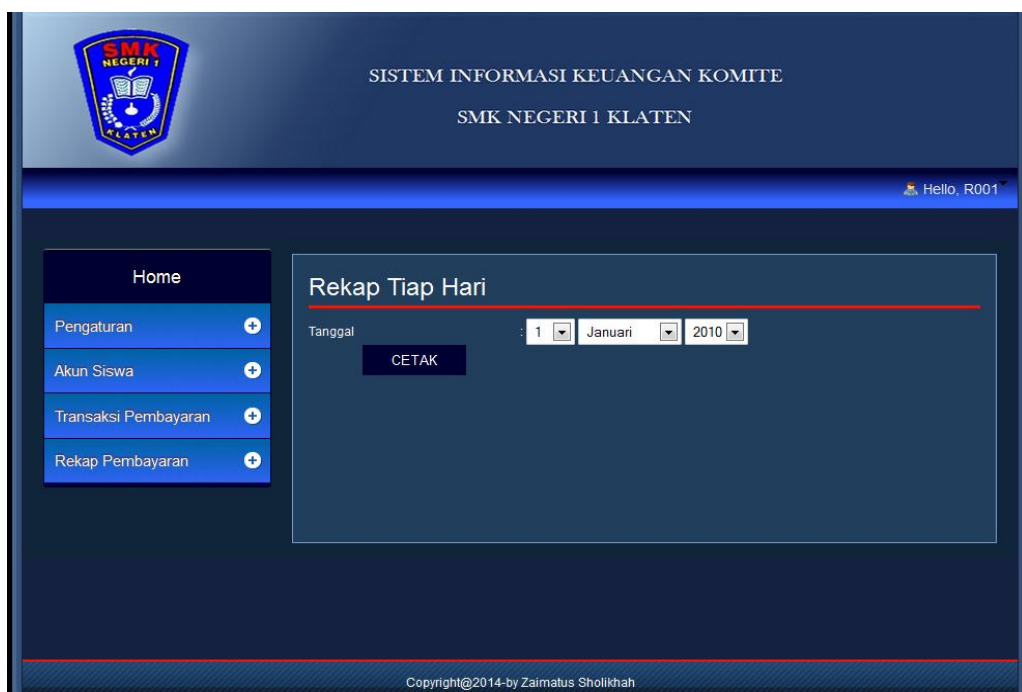 SMK
NEGERI 1
KLATEN
SISTEM INFORMASI KEUANGAN KOMITE
SMK NEGERI 1 KLATEN
Hello, R001
Home
Pengaturan
Akun Siswa
Transaksi Pembayaran
Rekap Pembayaran
Rekap Tiap Hari
Tanggal : 1 Januari 2010
CETAK
Copyright@2014-by Zaimatus Sholikhah